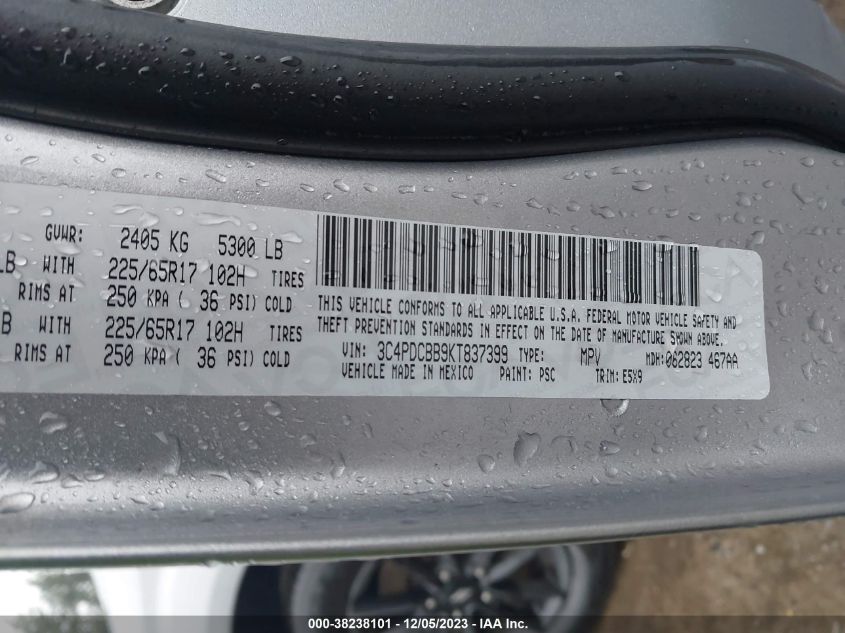 GVWR: 2405 KG 5300 LB
LB WITH 225/65R17 102H TIRES
RIMS AT 250 KPA ( 36 PSI) COLD
B WITH 225/65R17 102H TIRES
RIMS AT 250 KPA ( 36 PSI) COLD
THIS VEHICLE CONFORMS TO ALL APPLICABLE U.S.A. FEDERAL MOTOR VEHICLE SAFETY AND
THEFT PREVENTION STANDARDS IN EFFECT ON THE DATE OF MANUFACTURE SHOWN ABOVE.
VIN: 3C4PDCBB9KT837399 TYPE: MPV MDH: 062823 467AA
VEHICLE MADE IN MEXICO PAINT: PSC TRIM: E5X9
000-38238101 - 12/05/2023 - IAA Inc.